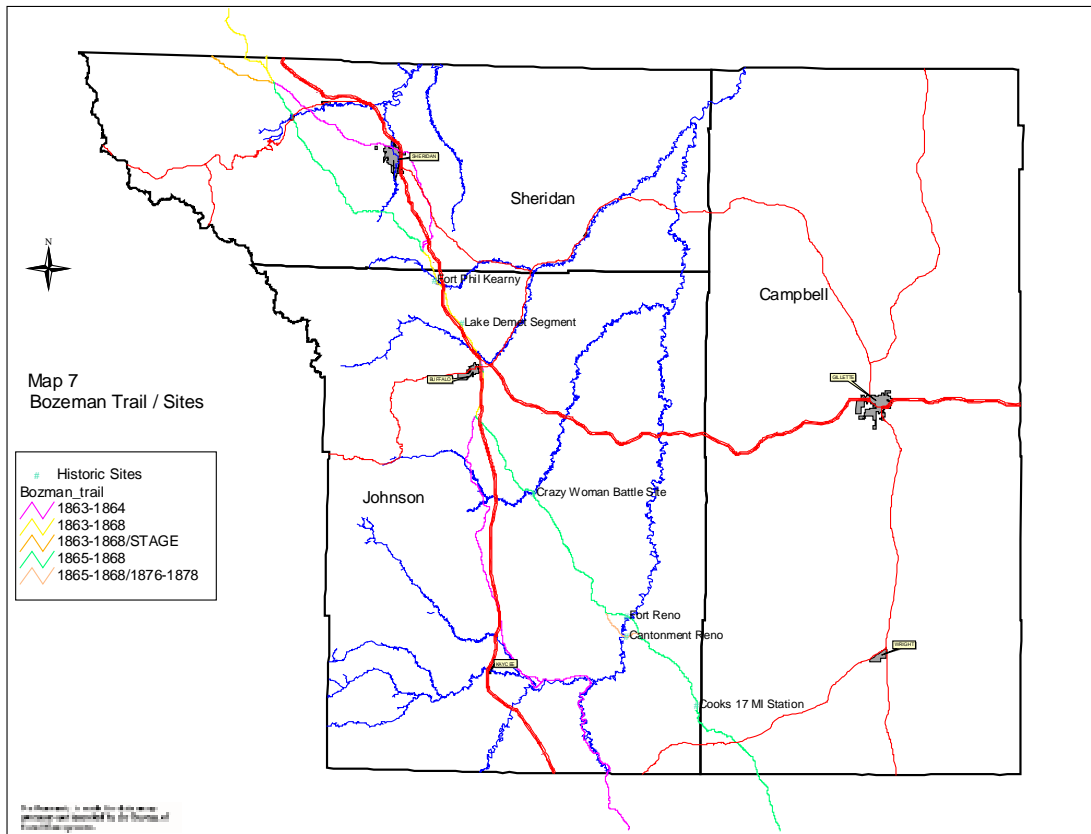 SHERIDAN
Sheridan
N
Fort Phil Kearny
Campbell
Lake Demet Segment
Map 7
Bozeman Trail / Sites
BUFFALO
GILLETTE
# Historic Sites
Bozman_trail
1863-1864
1863-1868
1863-1868/STAGE
1865-1868
1865-1868/1876-1878
Johnson
Crazy Woman Battle Site
Fort Reno
Cantonment Reno
WRIGHT
KAYCEE
Cooks 17 MI Station